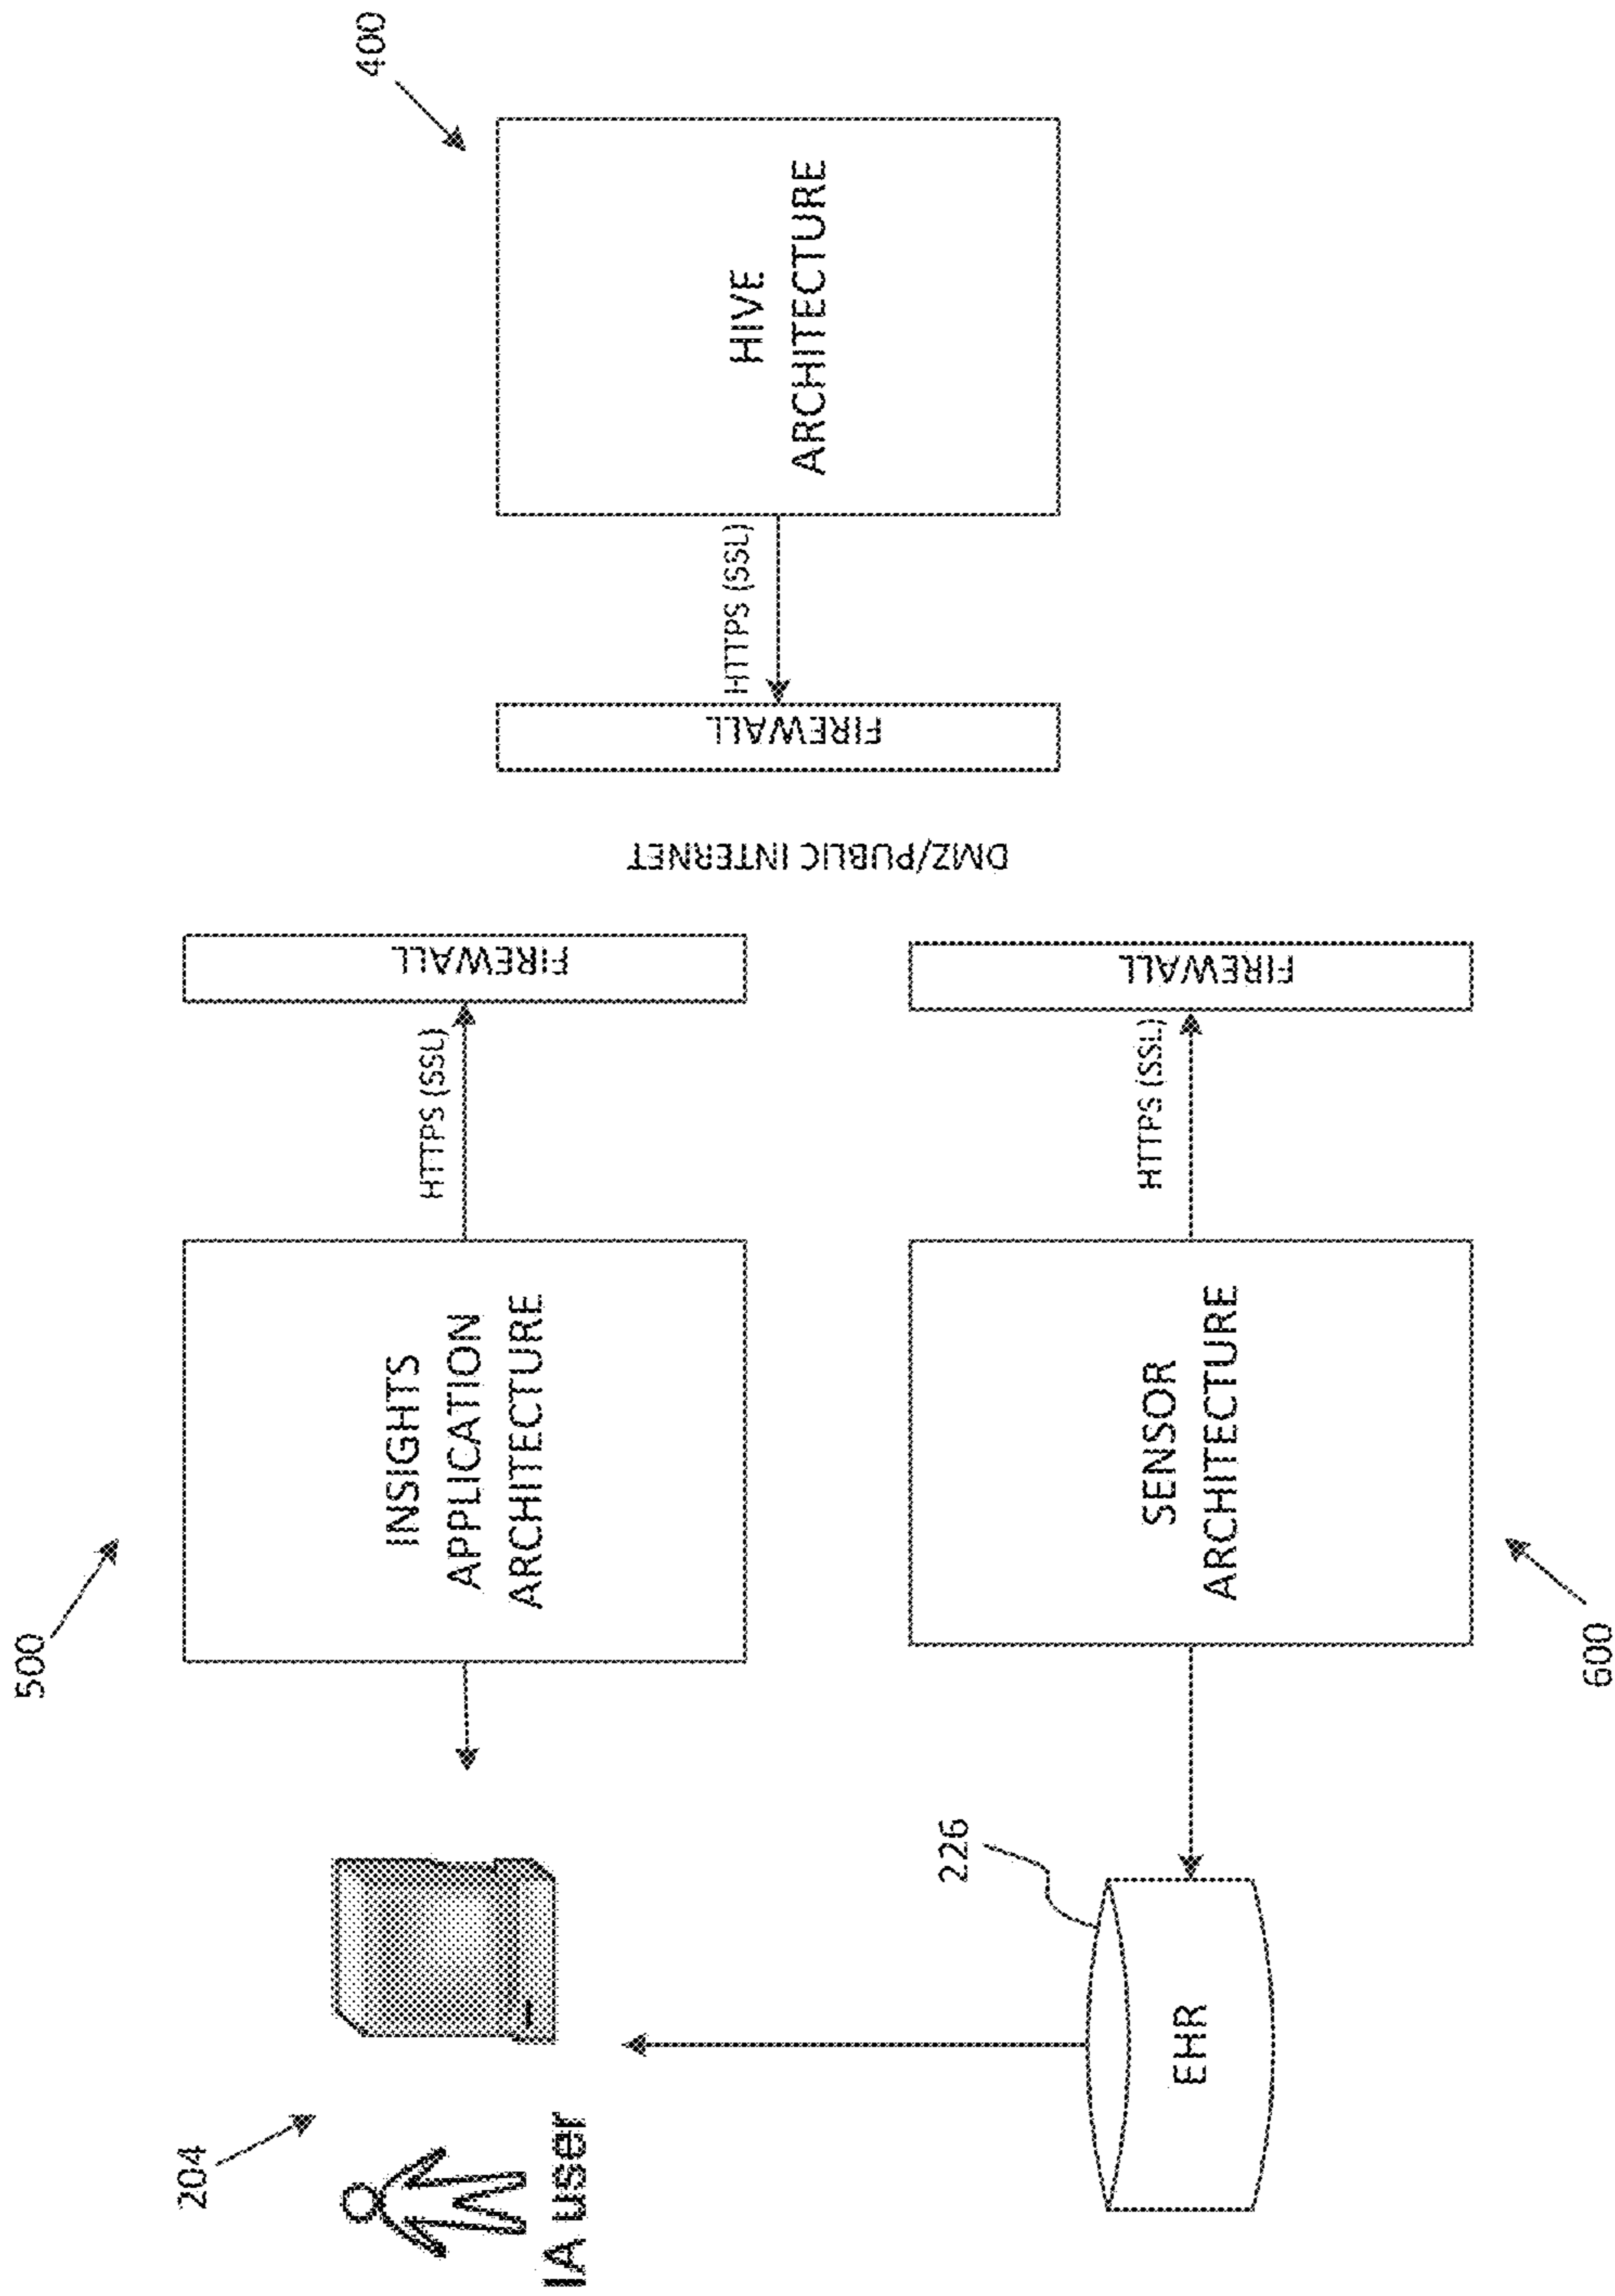 500
204
IA user
INSIGHTS
APPLICATION
ARCHITECTURE
HTTPS (SSL)
FIREWALL
226
EHR
SENSOR
ARCHITECTURE
600
HTTPS (SSL)
FIREWALL
DMZ/PUBLIC INTERNET
FIREWALL
HTTPS (SSL)
HIVE
ARCHITECTURE
400